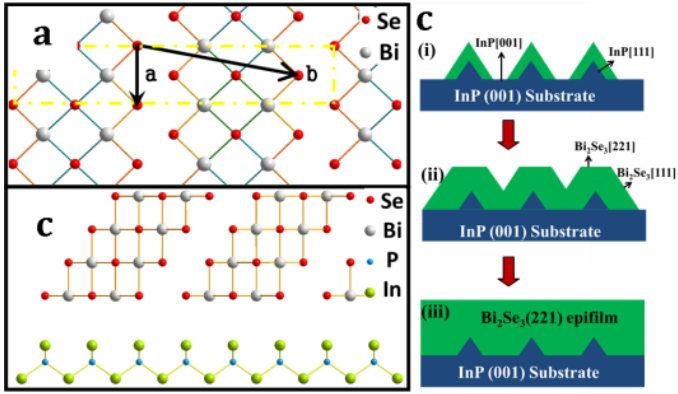 a
Se
Bi
a
b
c
Se
Bi
P
In
c
(i)
InP[001]
InP[111]
InP (001) Substrate
(ii)
Bi₂Se₃[221]
Bi₂Se₃[111]
InP (001) Substrate
(iii)
Bi₂Se₃(221) epifilm
InP (001) Substrate